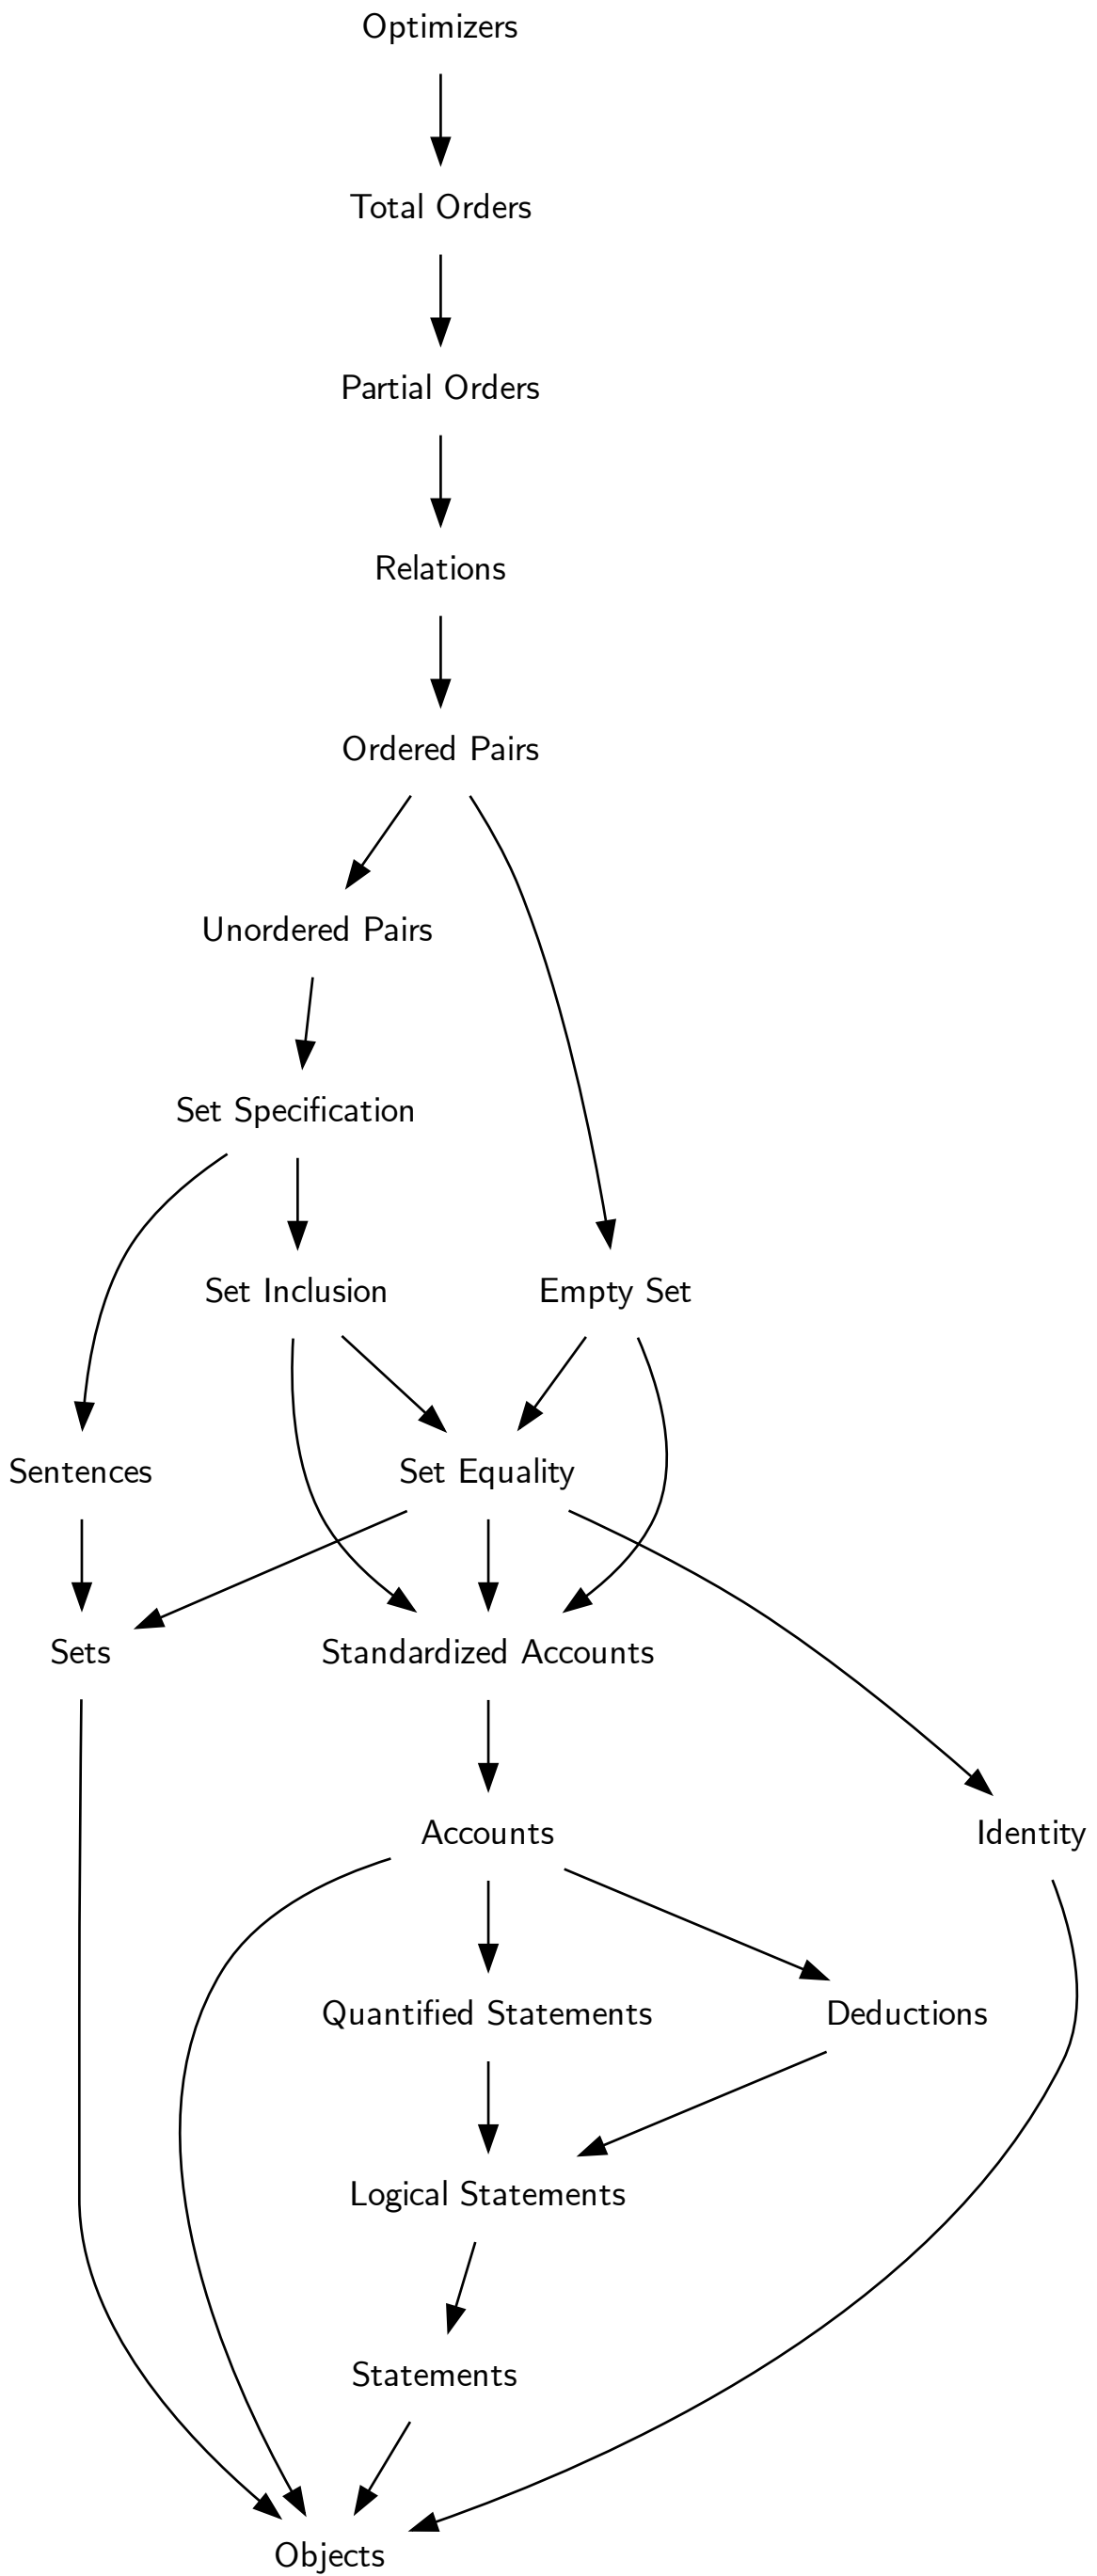 Optimizers
Total Orders
Partial Orders
Relations
Ordered Pairs
Unordered Pairs
Set Specification
Set Inclusion
Empty Set
Sentences
Set Equality
Sets
Standardized Accounts
Accounts
Identity
Quantified Statements
Deductions
Logical Statements
Statements
Objects